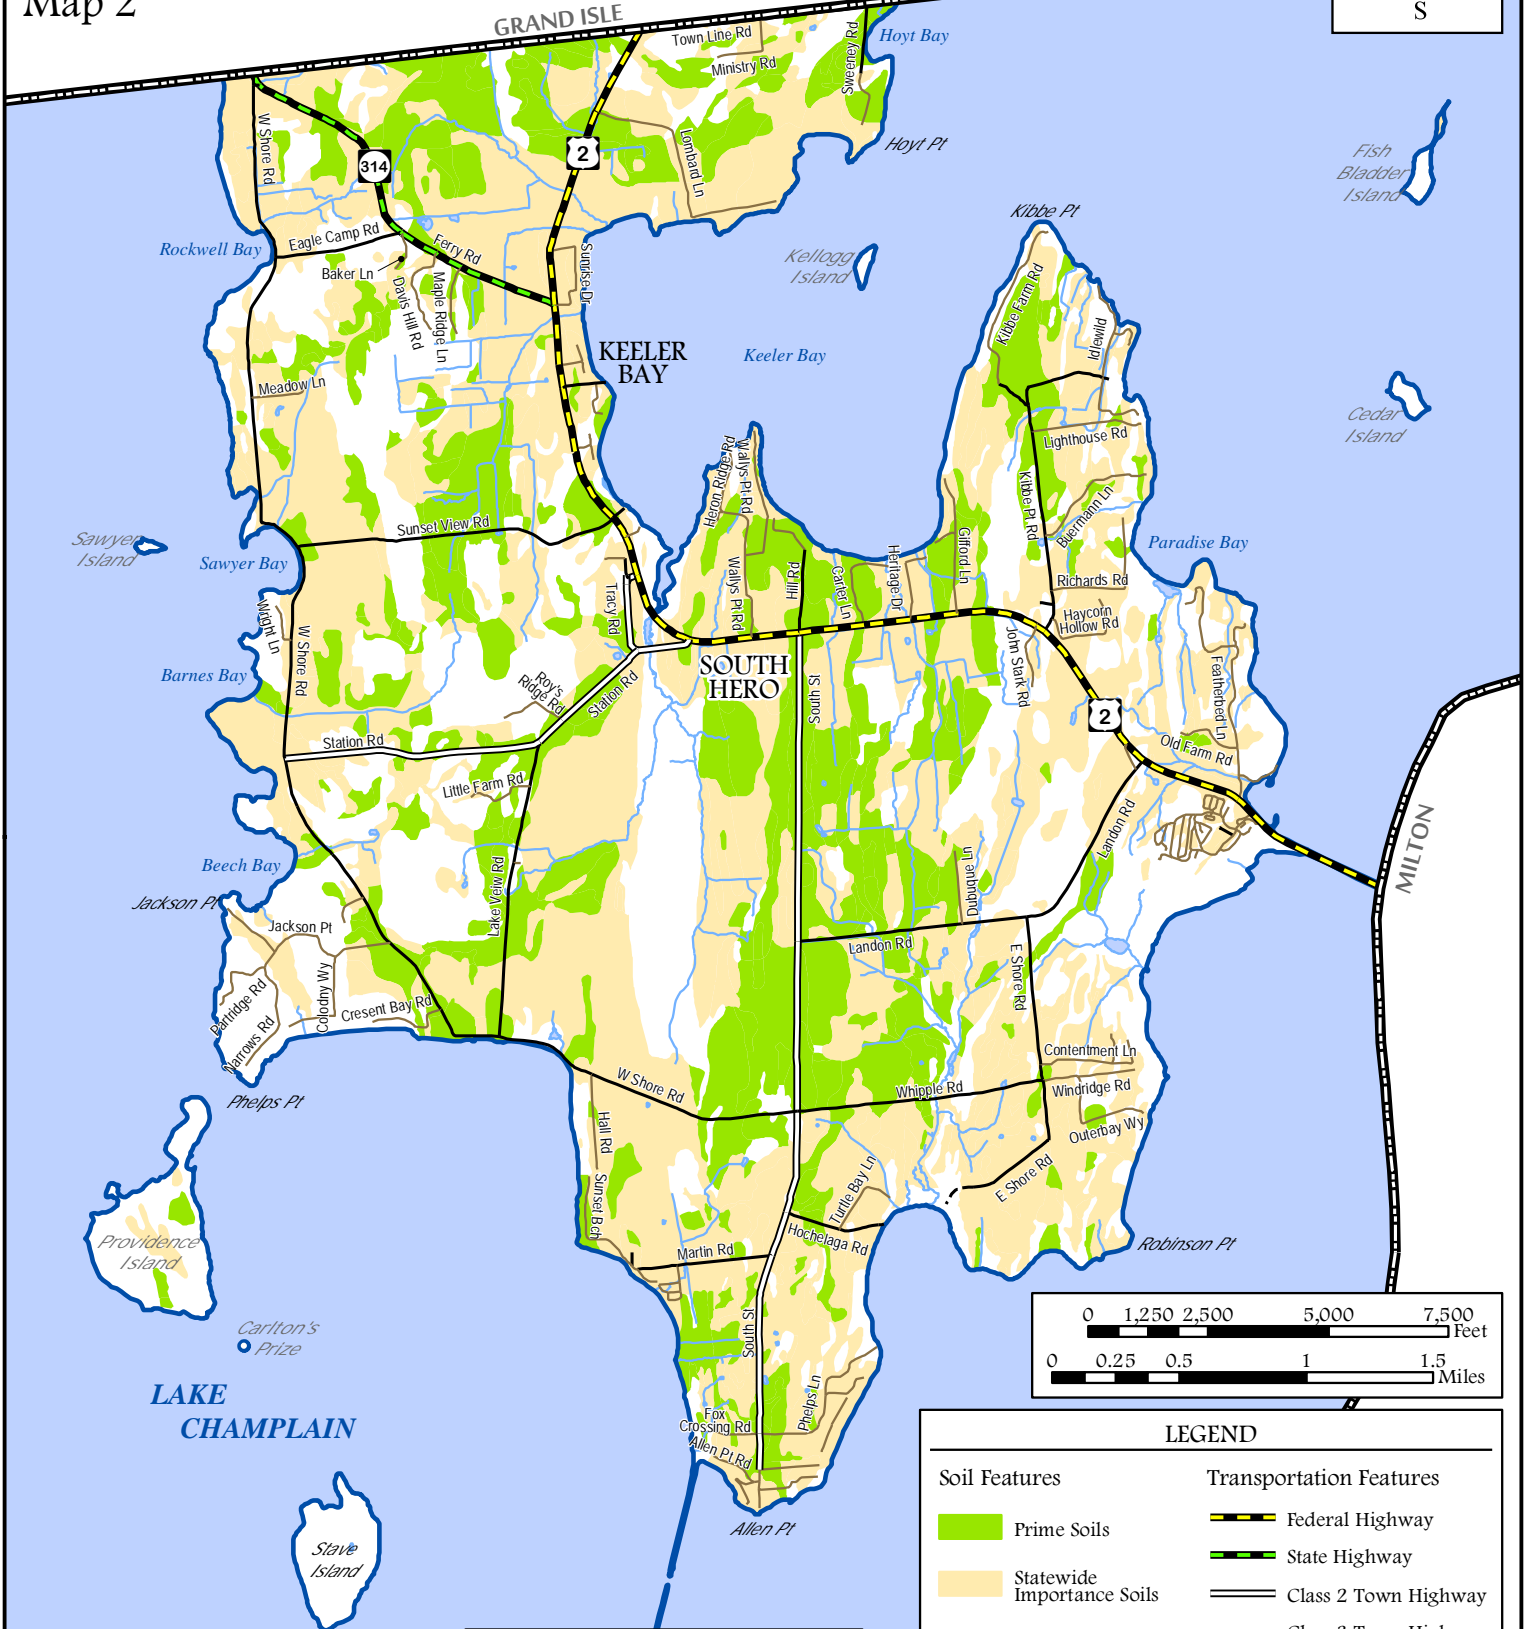 Map 2
GRAND ISLE
S
Town Line Rd
Sweeney Rd
Hoyt Bay
Ministry Rd
W Shore Rd
314
2
Lombard Ln
Hoyt Pt
Fish
Bladder
Island
Kibbe Pt
Rockwell Bay
Eagle Camp Rd
Ferry Rd
Sunrise Dr
Kellogg
Island
Baker Ln
Davis Hill Rd
Maple Ridge Ln
Kibbe Farm Rd
Idlewild
KEELER
BAY
Keeler Bay
Meadow Ln
Cedar
Island
Lighthouse Rd
Heron Ridge Rd
Wallys Pt Rd
Kibbe Pt Rd
Buermann Ln
Sunset View Rd
Sawyer
Island
Sawyer Bay
Gifford Ln
Paradise Bay
Wallys Pt Rd
Hill Rd
Carter Ln
Heritage Dr
Richards Rd
Tracy Rd
Wright Ln
W Shore Rd
Haycorn
Hollow Rd
John Stark Rd
Barnes Bay
SOUTH
HERO
Roy's
Ridge Rd
Station Rd
South St
Featherbed Ln
2
Station Rd
Old Farm Rd
Little Farm Rd
Landon Rd
MILTON
Beech Bay
Lake Veiw Rd
Dubuque Ln
Jackson Pt
Jackson Pt
Landon Rd
E Shore Rd
Partridge Rd
Colodny Wy
Cresent Bay Rd
Narrows Rd
Contentment Ln
W Shore Rd
Whipple Rd
Windridge Rd
Phelps Pt
Hall Rd
Outerbay Wy
E Shore Rd
Turtle Bay Ln
Sunset Bch
Hochelaga Rd
Martin Rd
Robinson Pt
Providence
Island
0 1,250 2,500 5,000 7,500
Feet
0 0.25 0.5 1 1.5
Miles
Carlton's
Prize
South St
LAKE
CHAMPLAIN
Phelps Ln
Fox
Crossing Rd
Allen Pt Rd
Allen Pt
Stave
Island
LEGEND
Soil Features
Transportation Features
Prime Soils
Federal Highway
State Highway
Statewide
Importance Soils
Class 2 Town Highway